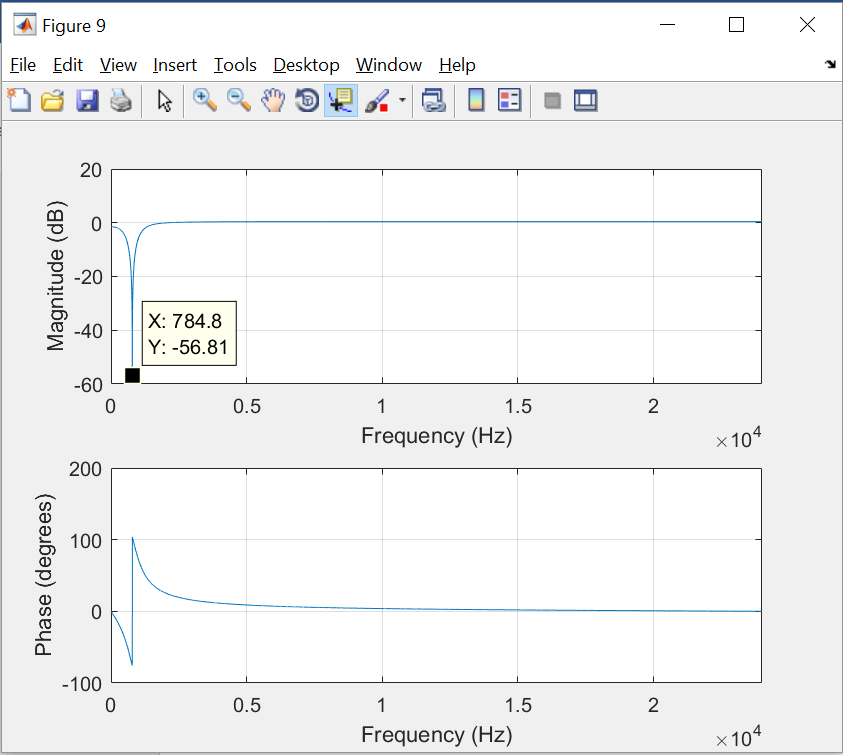 Figure 9
File Edit View Insert Tools Desktop Window Help
20
0
-20
-40
-60
Magnitude (dB)
X: 784.8
Y: -56.81
0 0.5 1 1.5 2
Frequency (Hz)
×10^4
200
100
0
-100
Phase (degrees)
0 0.5 1 1.5 2
Frequency (Hz)
×10^4